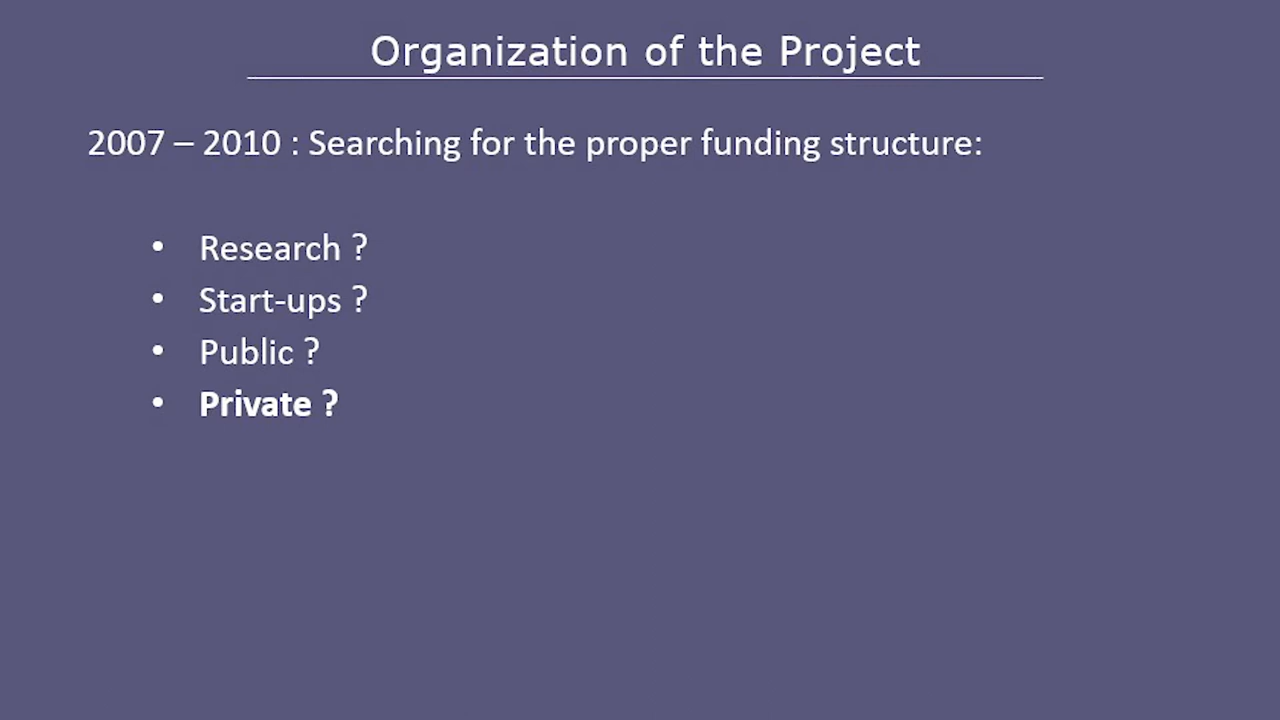 Organization of the Project
2007 – 2010 : Searching for the proper funding structure:
• Research ?
• Start-ups ?
• Public ?
• Private ?